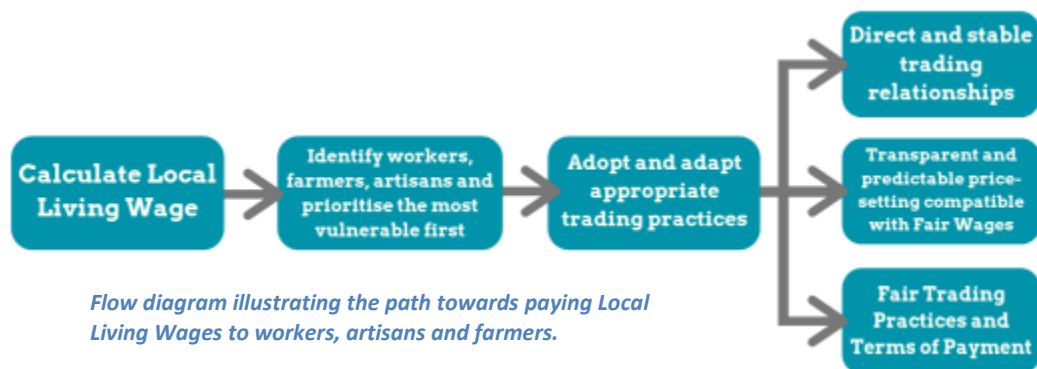 Calculate Local
Living Wage
Identify workers,
farmers, artisans and
prioritise the most
vulnerable first
Adopt and adapt
appropriate
trading practices
Direct and stable
trading
relationships
Transparent and
predictable price-
setting compatible
with Fair Wages
Fair Trading
Practices and
Terms of Payment
Flow diagram illustrating the path towards paying Local
Living Wages to workers, artisans and farmers.